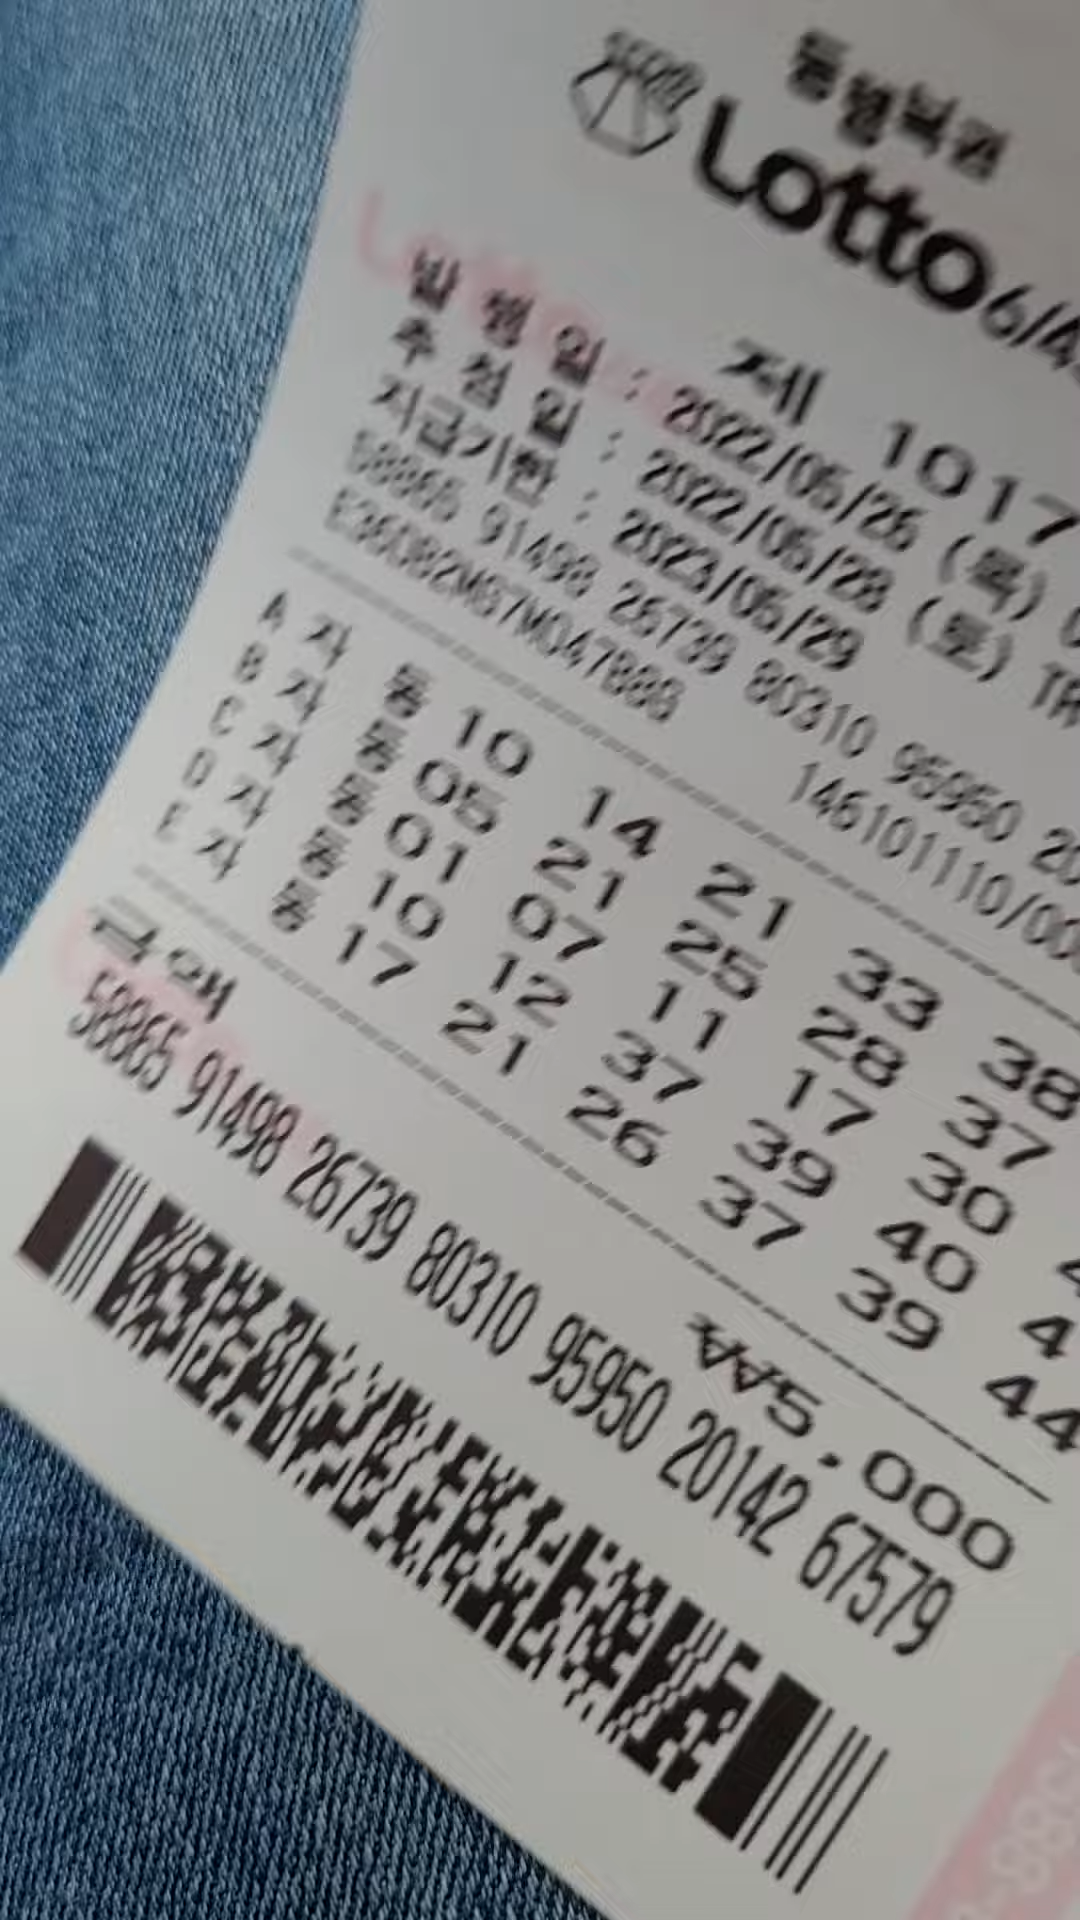 동행복권
Lotto 6/4
제 1017
발 행 일 : 2022/05/26 (목)
추 첨 일 : 2022/05/28 (토)
지급기한 : 2023/05/29
58865 91498 26739 80310 95950 20
146101110/00
A 자 동 10 14 21 33 38
B 자 동 05 21 25 28 37
C 자 동 01 07 11 17 30
D 자 동 10 12 37 39 40 4
E 자 동 17 21 26 37 39 44
금액 ₩₩5,000
58865 91498 26739 80310 95950 20142 67579